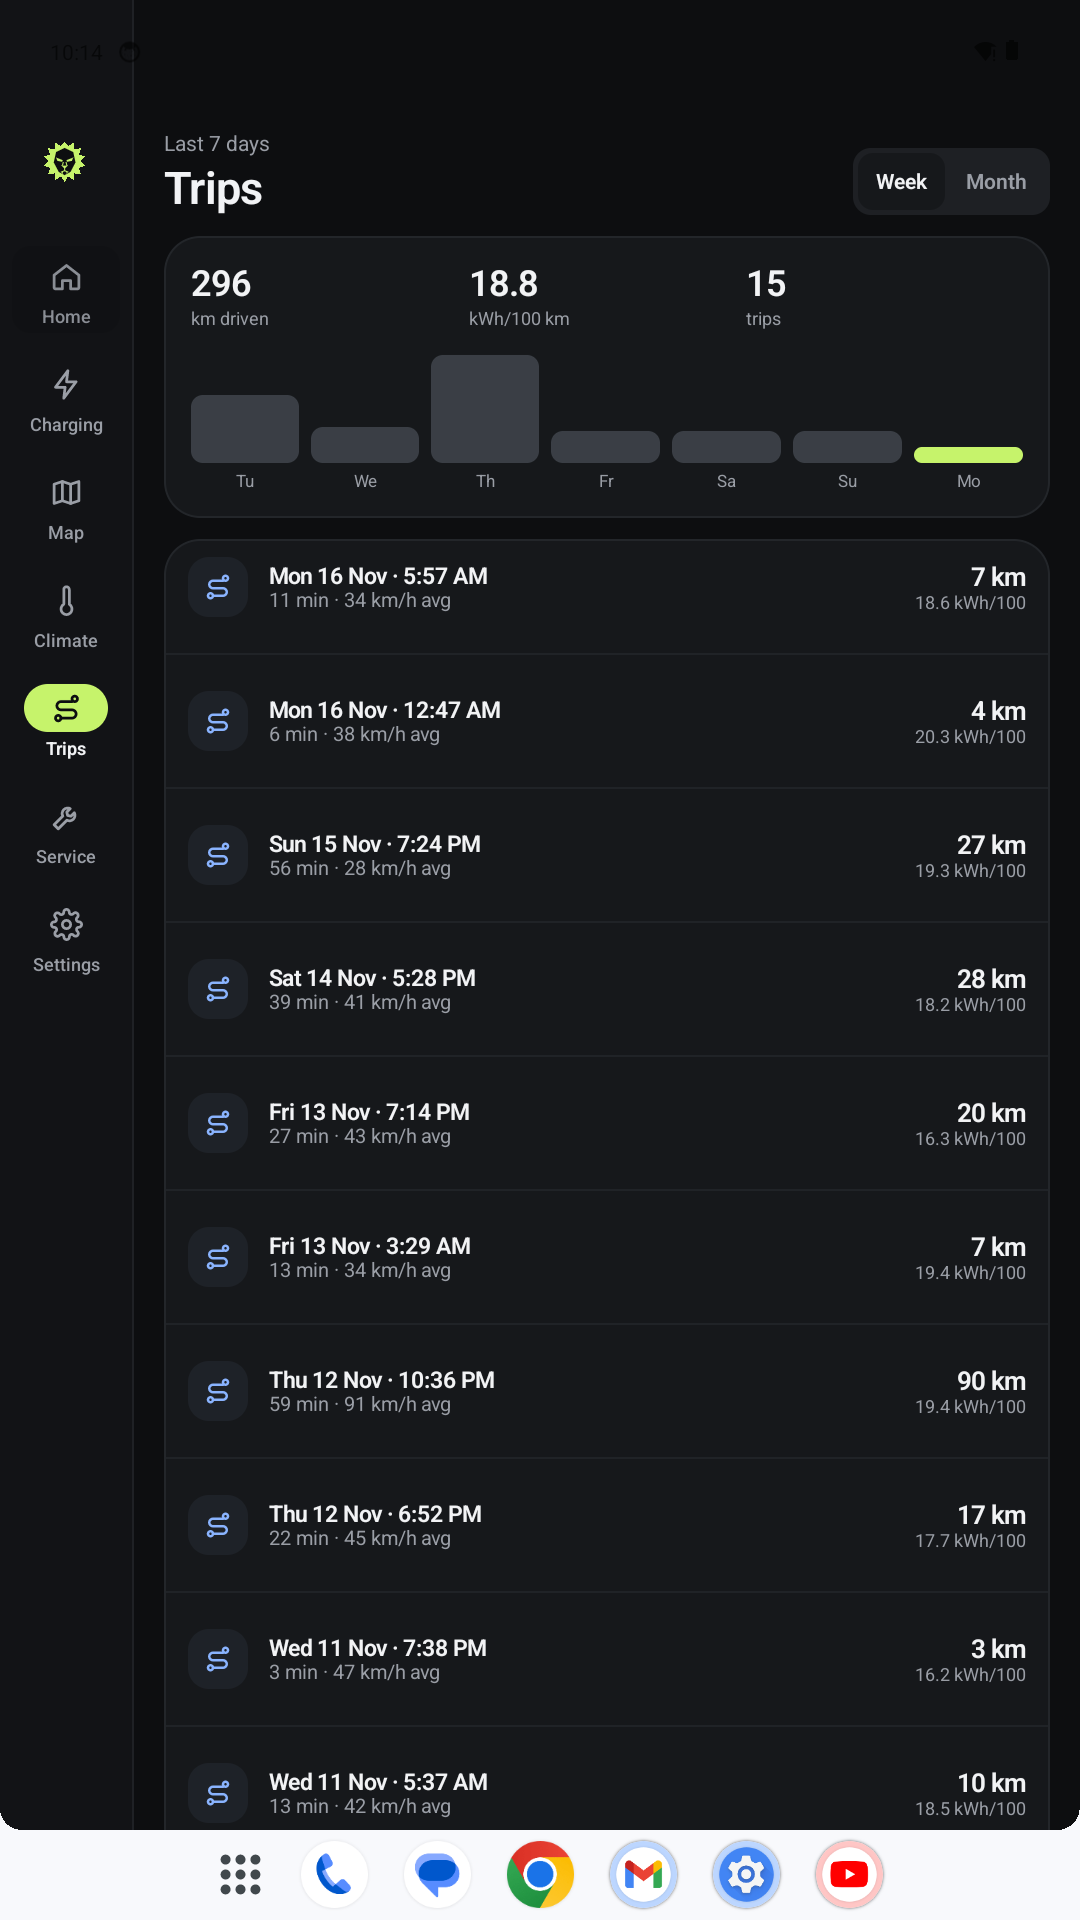 10:14
Last 7 days
Trips
Week
Month
296
km driven
18.8
kWh/100 km
15
trips
Tu
We
Th
Fr
Sa
Su
Mo
Home
Charging
Map
Climate
Trips
Service
Settings
Mon 16 Nov · 5:57 AM
11 min · 34 km/h avg
7 km
18.6 kWh/100
Mon 16 Nov · 12:47 AM
6 min · 38 km/h avg
4 km
20.3 kWh/100
Sun 15 Nov · 7:24 PM
56 min · 28 km/h avg
27 km
19.3 kWh/100
Sat 14 Nov · 5:28 PM
39 min · 41 km/h avg
28 km
18.2 kWh/100
Fri 13 Nov · 7:14 PM
27 min · 43 km/h avg
20 km
16.3 kWh/100
Fri 13 Nov · 3:29 AM
13 min · 34 km/h avg
7 km
19.4 kWh/100
Thu 12 Nov · 10:36 PM
59 min · 91 km/h avg
90 km
19.4 kWh/100
Thu 12 Nov · 6:52 PM
22 min · 45 km/h avg
17 km
17.7 kWh/100
Wed 11 Nov · 7:38 PM
3 min · 47 km/h avg
3 km
16.2 kWh/100
Wed 11 Nov · 5:37 AM
13 min · 42 km/h avg
10 km
18.5 kWh/100